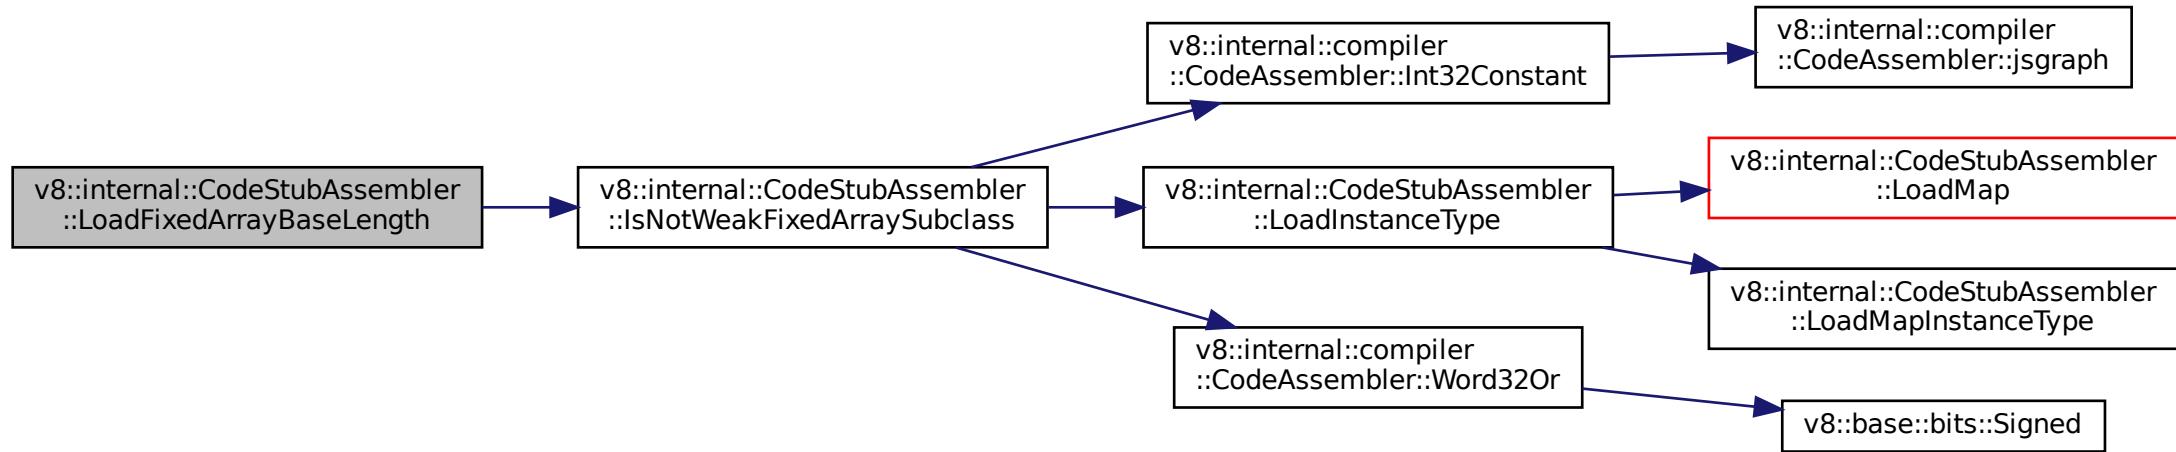 v8::internal::CodeStubAssembler
::LoadFixedArrayBaseLength
v8::internal::CodeStubAssembler
::IsNotWeakFixedArraySubclass
v8::internal::compiler
::CodeAssembler::Int32Constant
v8::internal::compiler
::CodeAssembler::jsgraph
v8::internal::CodeStubAssembler
::LoadInstanceType
v8::internal::CodeStubAssembler
::LoadMap
v8::internal::CodeStubAssembler
::LoadMapInstanceType
v8::internal::compiler
::CodeAssembler::Word32Or
v8::base::bits::Signed